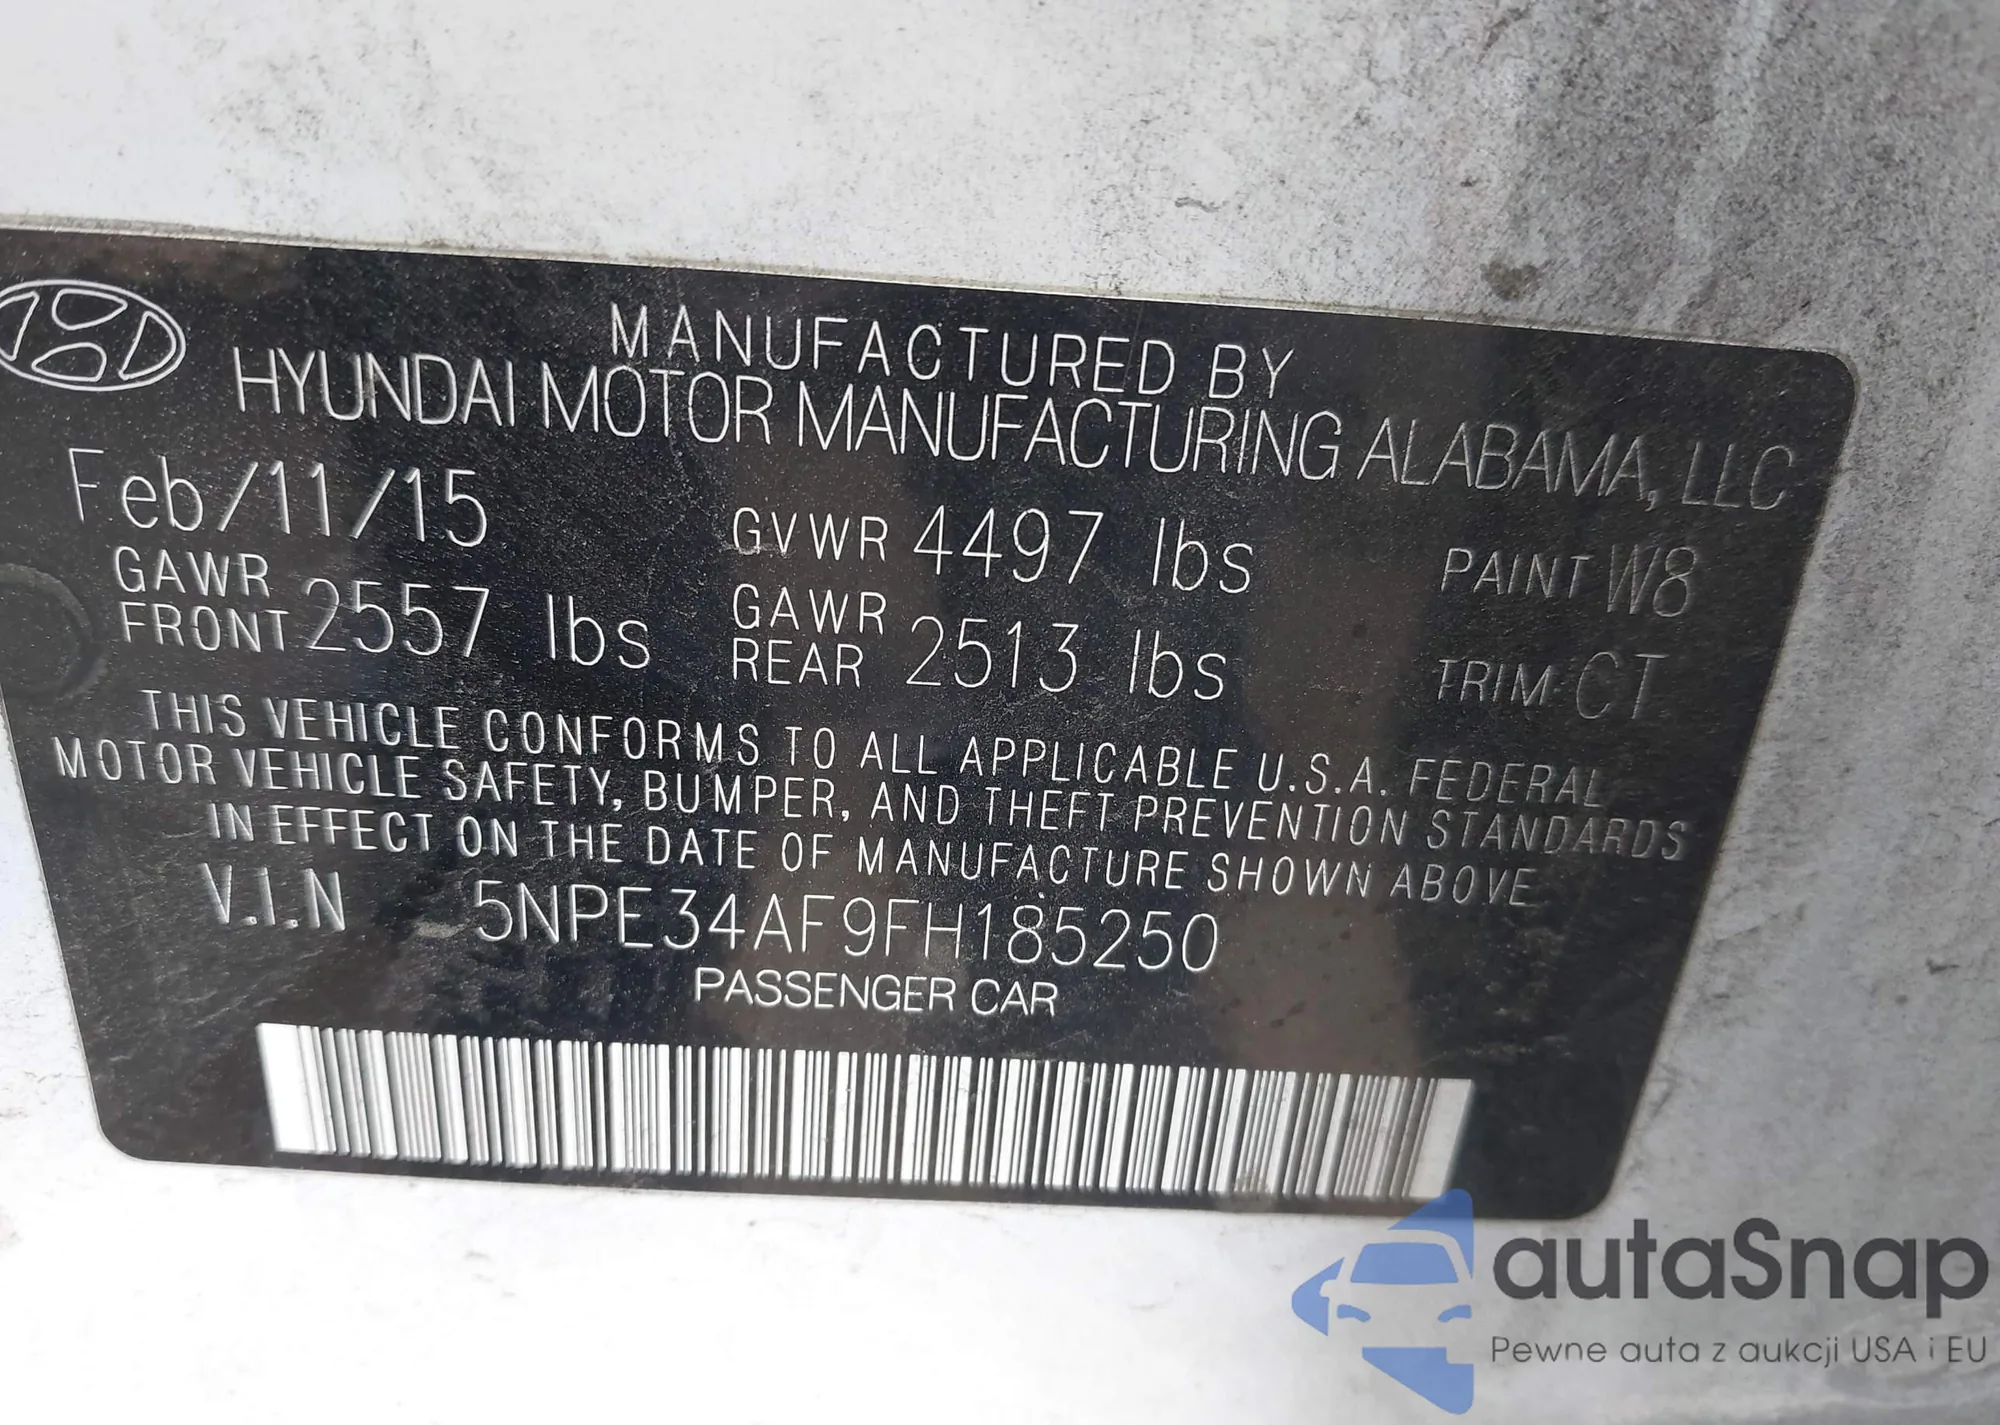 MANUFACTURED BY
HYUNDAI MOTOR MANUFACTURING ALABAMA, LLC
Feb/11/15 GVWR 4497 lbs PAINT W8
GAWR FRONT 2557 lbs GAWR REAR 2513 lbs TRIM CT
THIS VEHICLE CONFORMS TO ALL APPLICABLE U.S.A. FEDERAL
MOTOR VEHICLE SAFETY, BUMPER, AND THEFT PREVENTION STANDARDS
IN EFFECT ON THE DATE OF MANUFACTURE SHOWN ABOVE
V.I.N 5NPE34AF9FH185250
PASSENGER CAR
autaSnap
Pewne auta z aukcji USA i EU